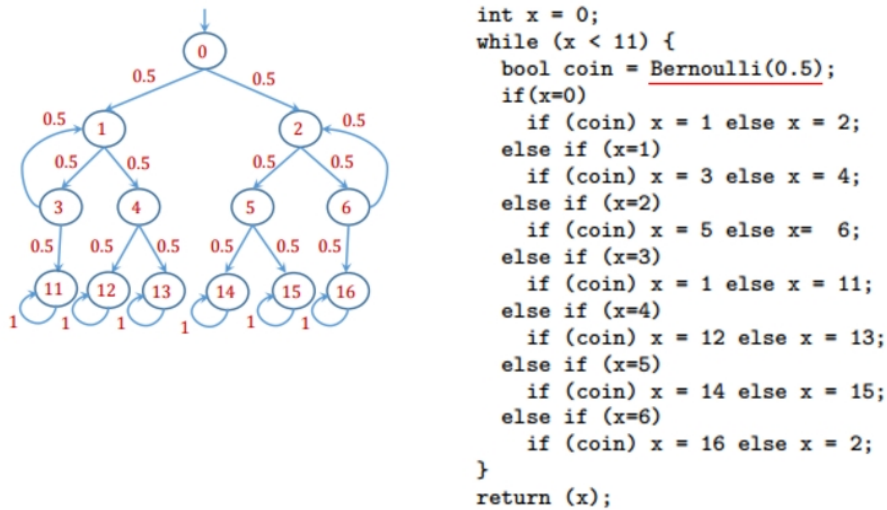 0
0.5 0.5
0.5 1 2 0.5
0.5 0.5 0.5 0.5
3 4 5 6
0.5 0.5 0.5 0.5 0.5 0.5
11 12 13 14 15 16
1 1 1 1 1 1
int x = 0;
while (x < 11) {
bool coin = Bernoulli(0.5);
if(x=0)
if (coin) x = 1 else x = 2;
else if (x=1)
if (coin) x = 3 else x = 4;
else if (x=2)
if (coin) x = 5 else x= 6;
else if (x=3)
if (coin) x = 1 else x = 11;
else if (x=4)
if (coin) x = 12 else x = 13;
else if (x=5)
if (coin) x = 14 else x = 15;
else if (x=6)
if (coin) x = 16 else x = 2;
}
return (x);